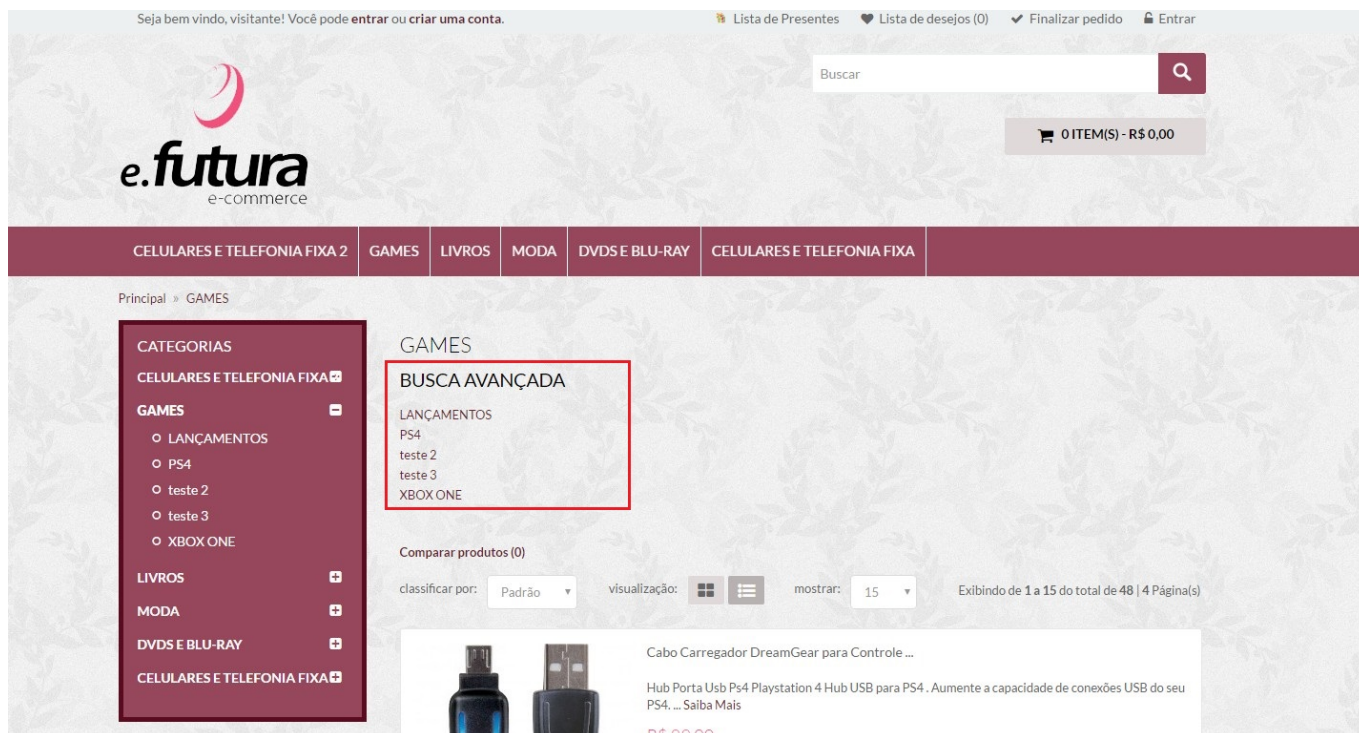 Seja bem vindo, visitante! Você pode entrar ou criar uma conta.
Lista de Presentes Lista de desejos (0) Finalizar pedido Entrar
Buscar
0 ITEM(S) - R$ 0,00
e.futura
e-commerce
CELULARES E TELEFONIA FIXA 2 GAMES LIVROS MODA DVDS E BLU-RAY CELULARES E TELEFONIA FIXA
Principal » GAMES
CATEGORIAS
CELULARES E TELEFONIA FIXA
GAMES
LANÇAMENTOS
PS4
teste 2
teste 3
XBOX ONE
LIVROS
MODA
DVDS E BLU-RAY
CELULARES E TELEFONIA FIXA
GAMES
BUSCA AVANÇADA
LANÇAMENTOS
PS4
teste 2
teste 3
XBOX ONE
Comparar produtos (0)
classificar por: Padrão visualização: mostrar: 15 Exibindo de 1 a 15 do total de 48 | 4 Página(s)
Cabo Carregador DreamGear para Controle ...
Hub Porta Usb Ps4 Playstation 4 Hub USB para PS4 . Aumente a capacidade de conexões USB do seu
PS4. ... Saiba Mais